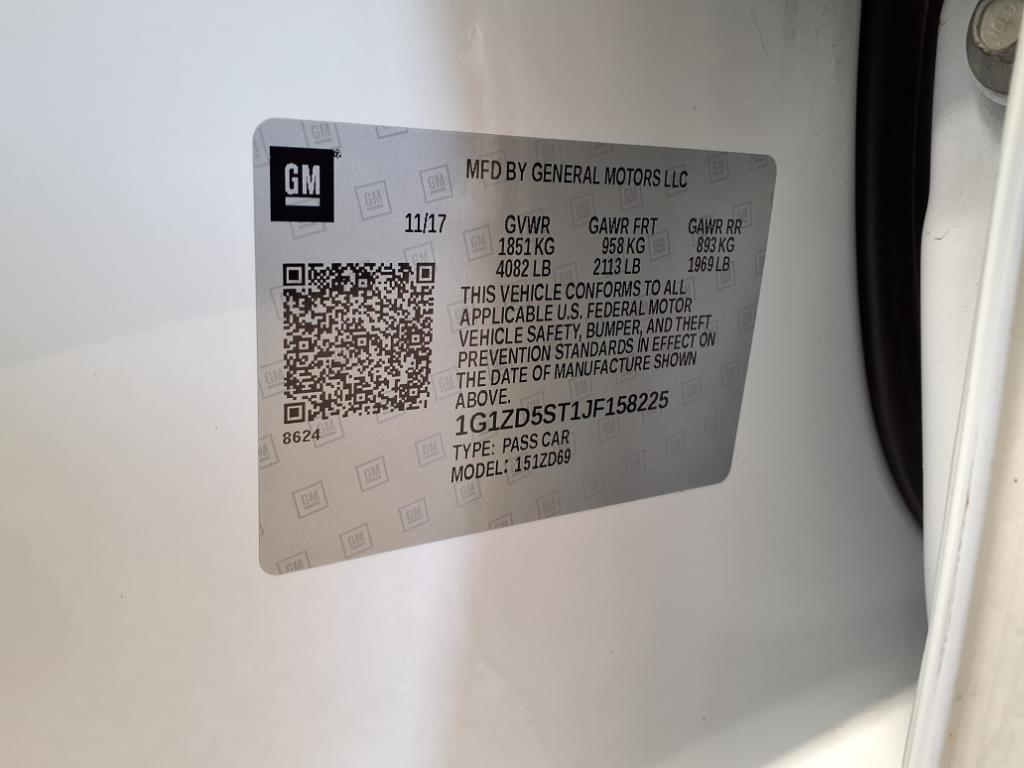 GM
MFD BY GENERAL MOTORS LLC
11/17 GVWR GAWR FRT GAWR RR
1851 KG 958 KG 893 KG
4082 LB 2113 LB 1969 LB
THIS VEHICLE CONFORMS TO ALL
APPLICABLE U.S. FEDERAL MOTOR
VEHICLE SAFETY, BUMPER, AND THEFT
PREVENTION STANDARDS IN EFFECT ON
THE DATE OF MANUFACTURE SHOWN
ABOVE.
1G1ZD5ST1JF158225
8624
TYPE: PASS CAR
MODEL: 151ZD69